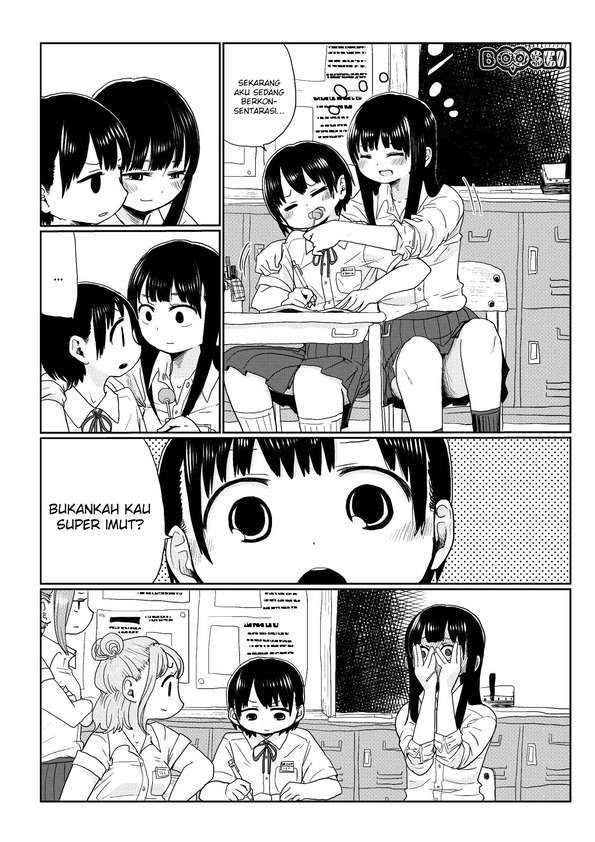 BOOSEI
SEKARANG
AKU SEDANG
BERKON-
SENTARASI...
...
BUKANKAH KAU
SUPER IMUT?